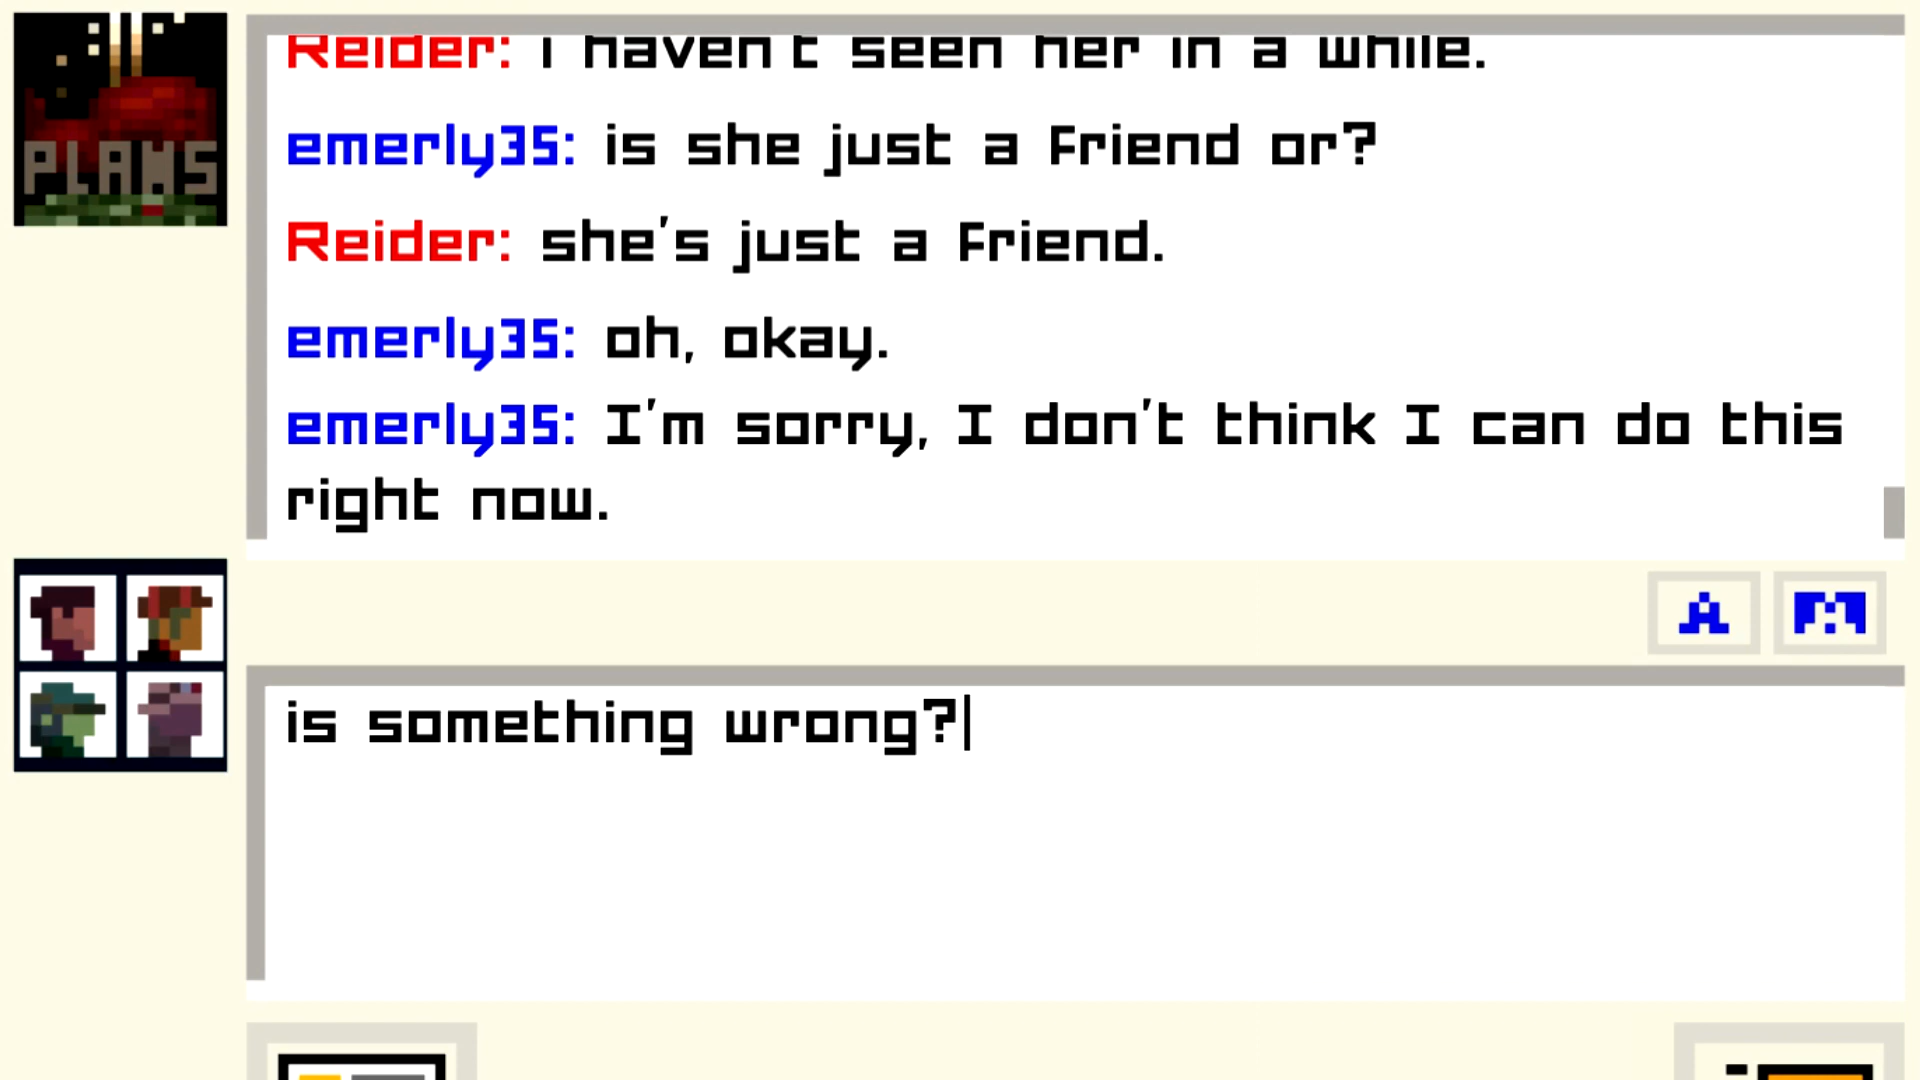 PLANS
Reider: i haven't seen her in a while.
emerly35: is she just a friend or?
Reider: she's just a friend.
emerly35: oh, okay.
emerly35: I'm sorry, I don't think I can do this
right now.
A
is something wrong?